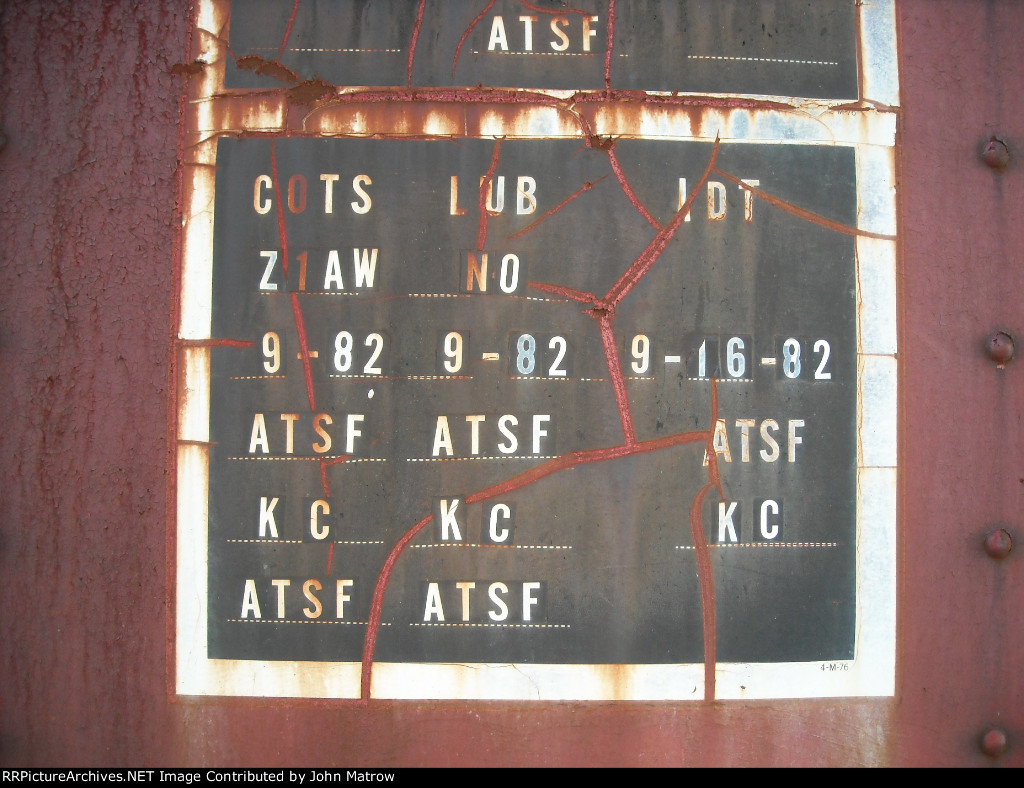 ATSF
COTS LUB IDT
Z1AW NO
9-82 9-82 9-16-82
ATSF ATSF ATSF
KC KC KC
ATSF ATSF
4-M-76
RRPictureArchives.NET Image Contributed by John Matrow